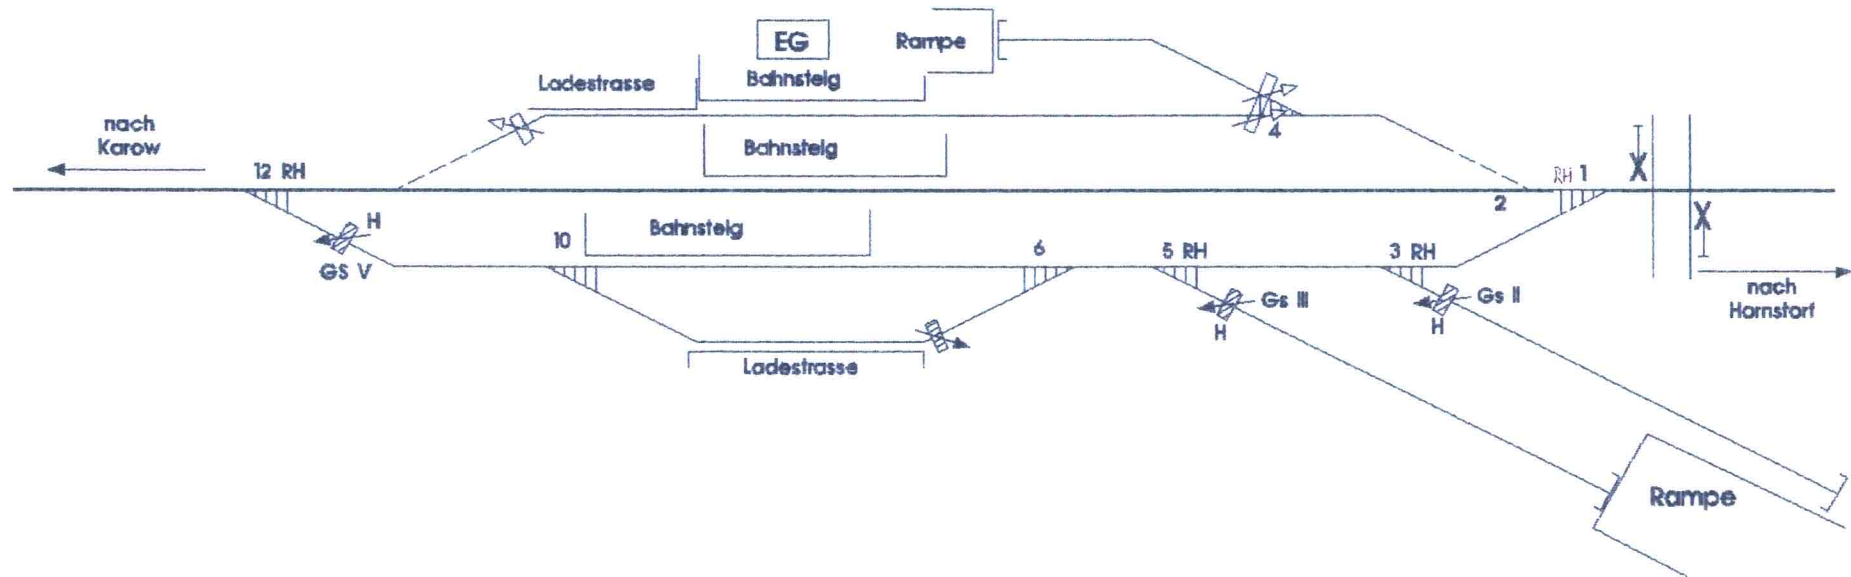 EG
Rampe
Ladestrasse
Bahnsteig
nach
Karow
4
Bahnsteig
12 RH
RH 1
X
2
X
H
10
Bahnsteig
6
5 RH
3 RH
GS V
Gs III
Gs II
nach
Hornstorf
H
H
Ladestrasse
Rampe